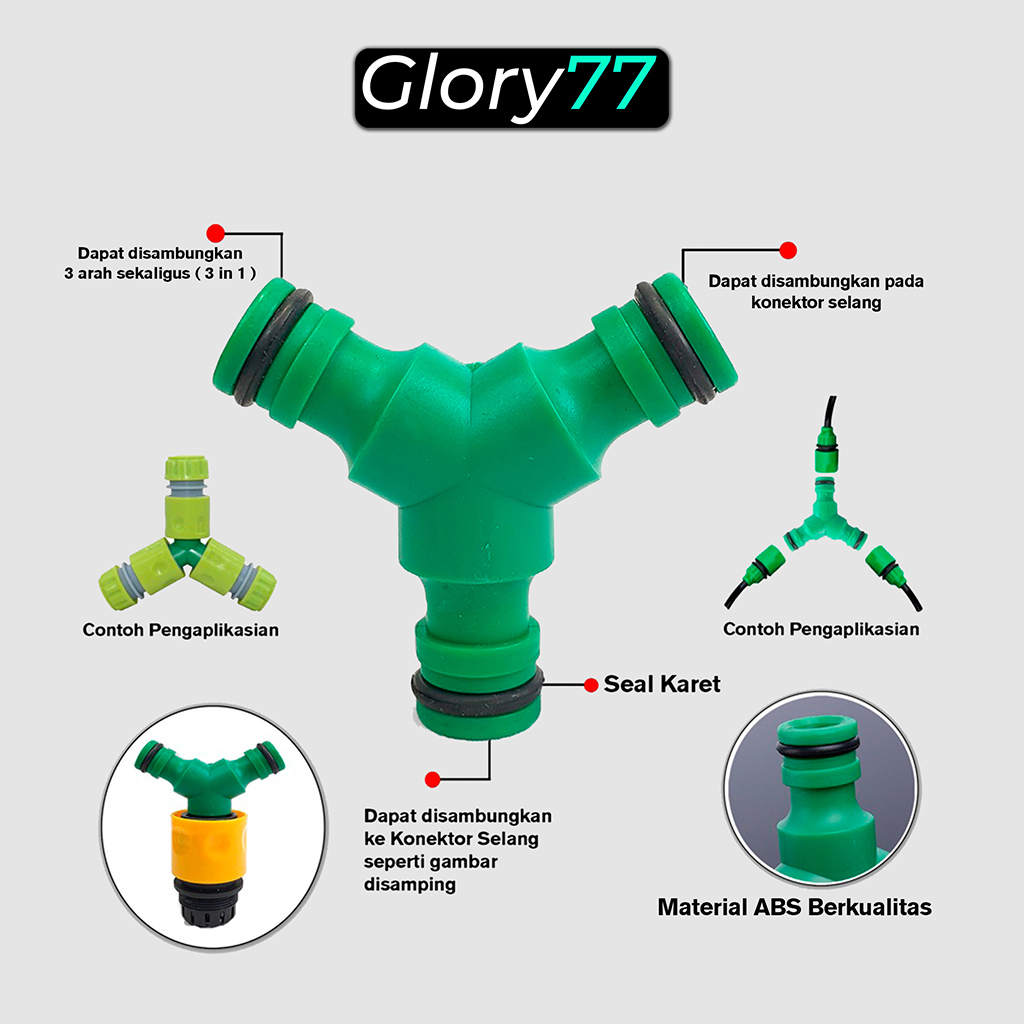 Glory77
Dapat disambungkan
3 arah sekaligus ( 3 in 1 )
Dapat disambungkan pada
konektor selang
Contoh Pengaplikasian
Contoh Pengaplikasian
Seal Karet
Dapat disambungkan
ke Konektor Selang
seperti gambar
disamping
Material ABS Berkualitas